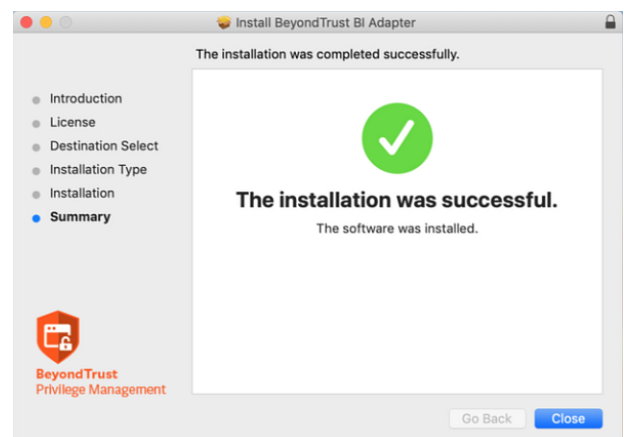 Install BeyondTrust BI Adapter
The installation was completed successfully.
Introduction
License
Destination Select
Installation Type
Installation
Summary
The installation was successful.
The software was installed.
BeyondTrust
Privilege Management
Go Back
Close